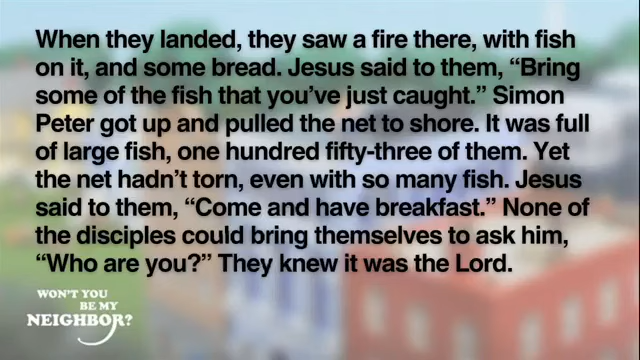 When they landed, they saw a fire there, with fish
on it, and some bread. Jesus said to them, “Bring
some of the fish that you’ve just caught.” Simon
Peter got up and pulled the net to shore. It was full
of large fish, one hundred fifty-three of them. Yet
the net hadn’t torn, even with so many fish. Jesus
said to them, “Come and have breakfast.” None of
the disciples could bring themselves to ask him,
“Who are you?” They knew it was the Lord.
WON’T YOU
BE MY
NEIGHBOR?